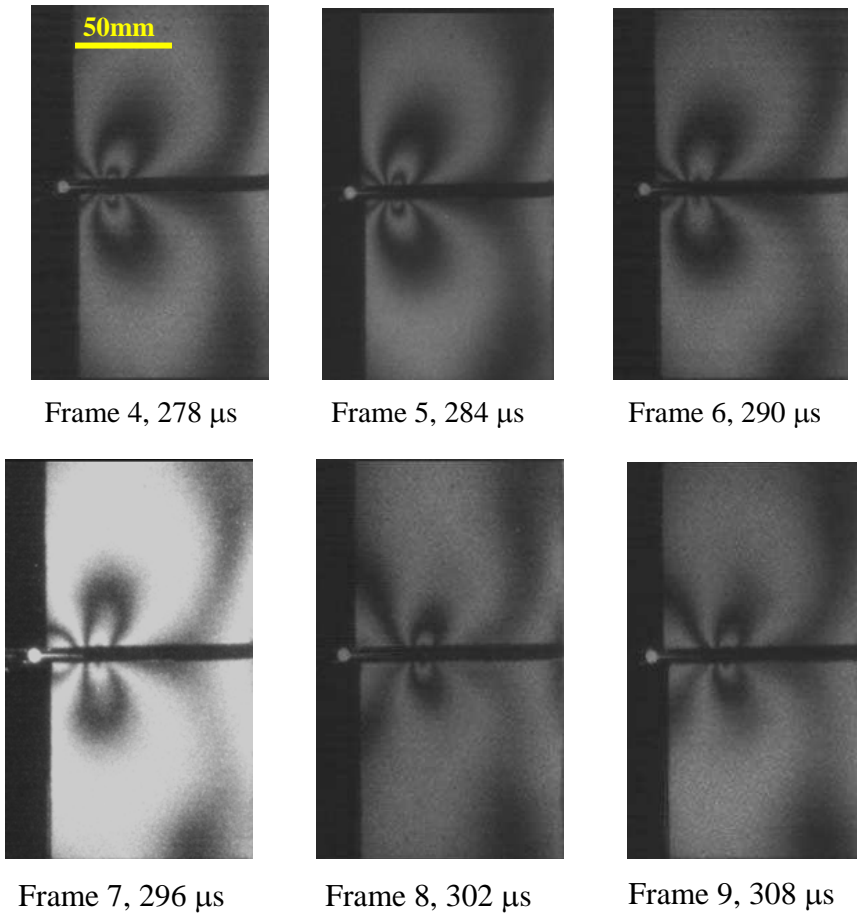 50mm
Frame 4, 278 μs
Frame 5, 284 μs
Frame 6, 290 μs
Frame 7, 296 μs
Frame 8, 302 μs
Frame 9, 308 μs